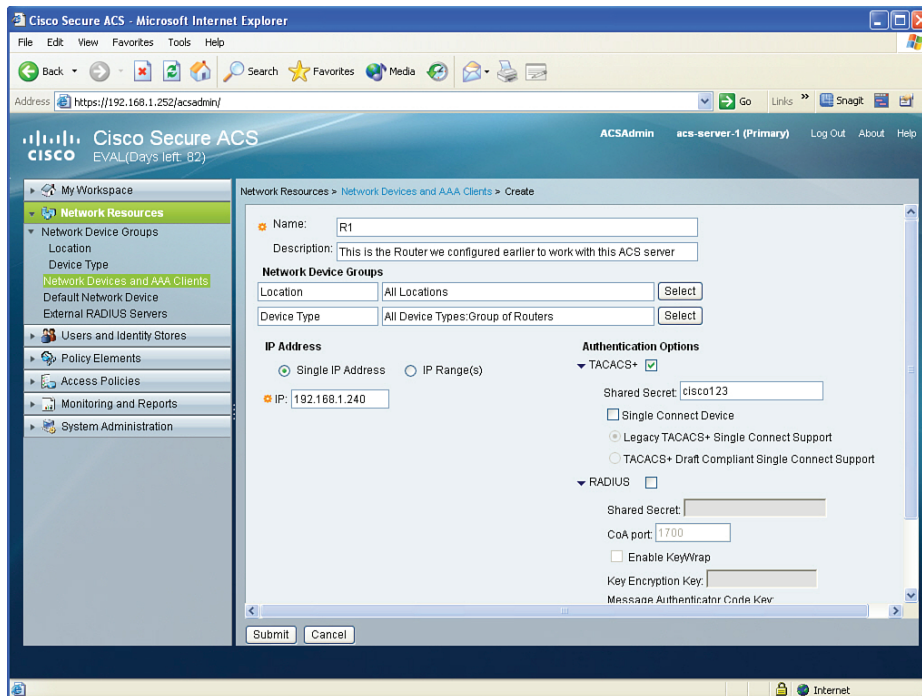 Cisco Secure ACS - Microsoft Internet Explorer
File Edit View Favorites Tools Help
Back Search Favorites Media
Address https://192.168.1.252/acsadmin/ Go Links » Snagit
CISCO
Cisco Secure ACS
EVAL(Days left: 82)
ACSAdmin acs-server-1 (Primary) Log Out About Help
My Workspace
Network Resources
Network Device Groups
Location
Device Type
Network Devices and AAA Clients
Default Network Device
External RADIUS Servers
Users and Identity Stores
Policy Elements
Access Policies
Monitoring and Reports
System Administration
Network Resources > Network Devices and AAA Clients > Create
Name: R1
Description: This is the Router we configured earlier to work with this ACS server
Network Device Groups
Location All Locations Select
Device Type All Device Types:Group of Routers Select
IP Address
Single IP Address IP Range(s)
IP: 192.168.1.240
Authentication Options
TACACS+
Shared Secret: cisco123
Single Connect Device
Legacy TACACS+ Single Connect Support
TACACS+ Draft Compliant Single Connect Support
RADIUS
Shared Secret:
CoA port: 1700
Enable KeyWrap
Key Encryption Key:
Message Authenticator Code Key:
Submit Cancel
Internet